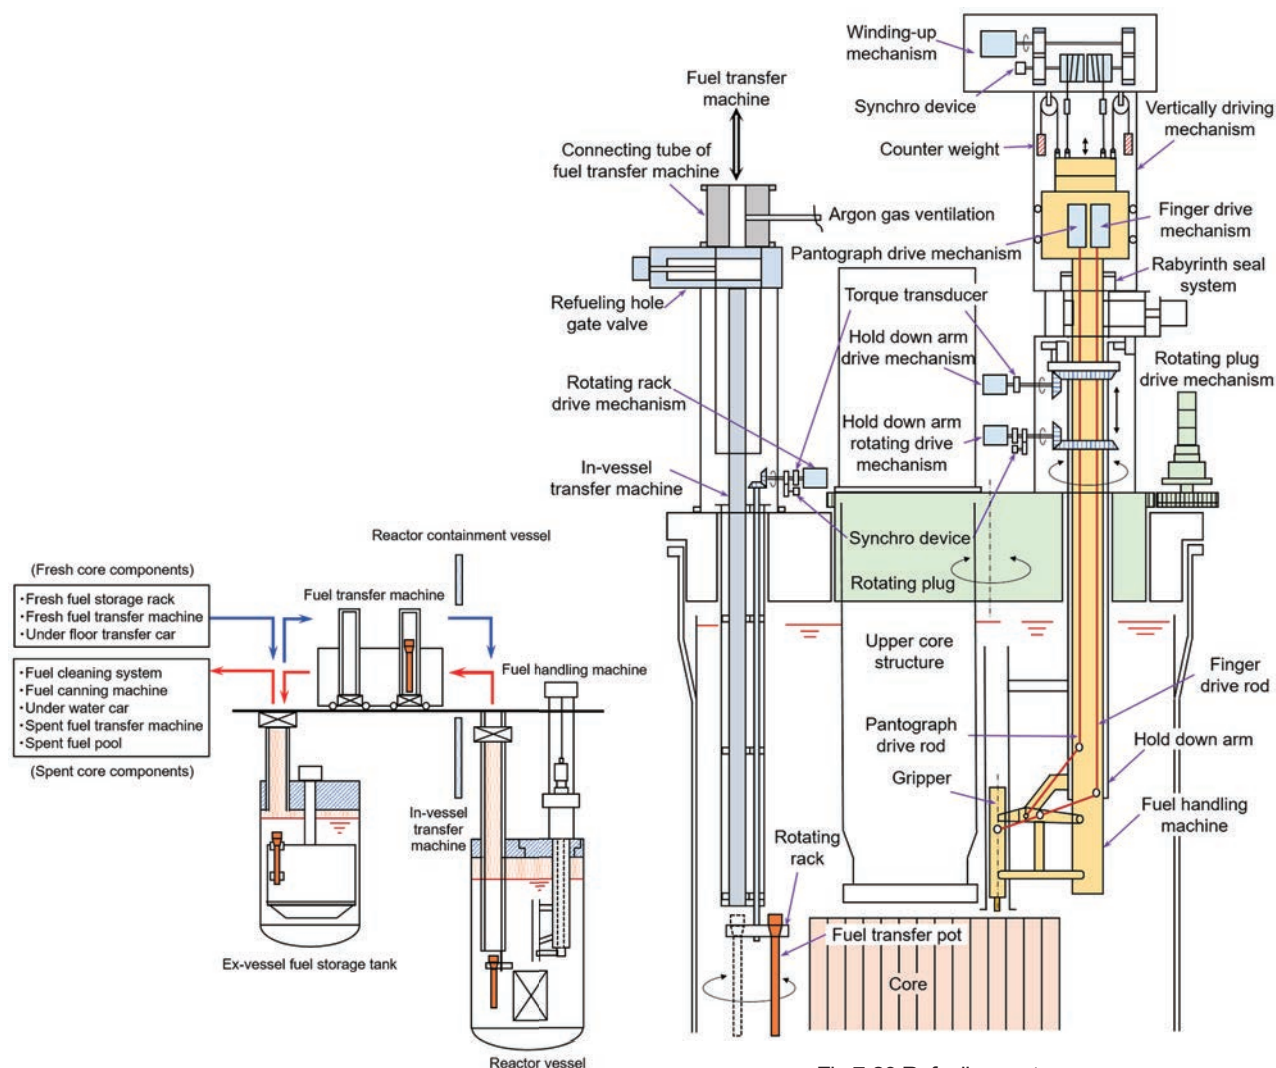 Reactor containment vessel
(Fresh core components)
・Fresh fuel storage rack
・Fresh fuel transfer machine
・Under floor transfer car
・Fuel cleaning system
・Fuel canning machine
・Under water car
・Spent fuel transfer machine
・Spent fuel pool
(Spent core components)
Fuel transfer machine
Fuel handling machine
In-vessel
transfer
machine
Ex-vessel fuel storage tank
Reactor vessel
Fuel transfer
machine
Connecting tube of
fuel transfer machine
Argon gas ventilation
Refueling hole
gate valve
Rotating rack
drive mechanism
In-vessel
transfer machine
Winding-up
mechanism
Synchro device
Counter weight
Vertically driving
mechanism
Finger drive
mechanism
Pantograph drive mechanism
Rabyrinth seal
system
Torque transducer
Hold down arm
drive mechanism
Rotating plug
drive mechanism
Hold down arm
rotating drive
mechanism
Synchro device
Rotating plug
Upper core
structure
Finger
drive rod
Pantograph
drive rod
Hold down arm
Gripper
Fuel handling
machine
Rotating
rack
Fuel transfer pot
Core